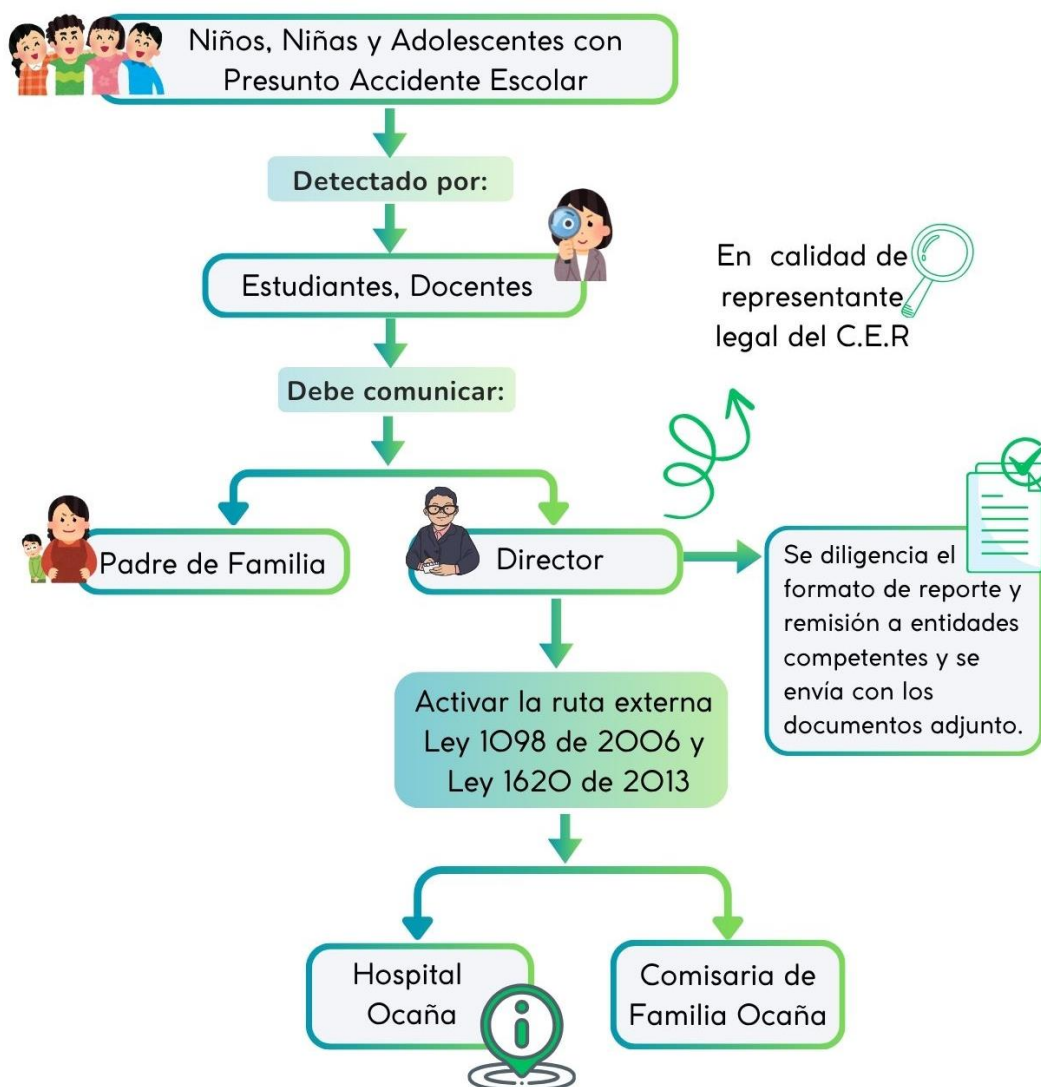 Niños, Niñas y Adolescentes con
Presunto Accidente Escolar
Detectado por:
Estudiantes, Docentes
En calidad de
representante
legal del C.E.R
Debe comunicar:
Padre de Familia
Director
Se diligencia el
formato de reporte y
remisión a entidades
competentes y se
envía con los
documentos adjunto.
Activar la ruta externa
Ley 1098 de 2006 y
Ley 1620 de 2013
Hospital
Ocaña
Comisaria de
Familia Ocaña